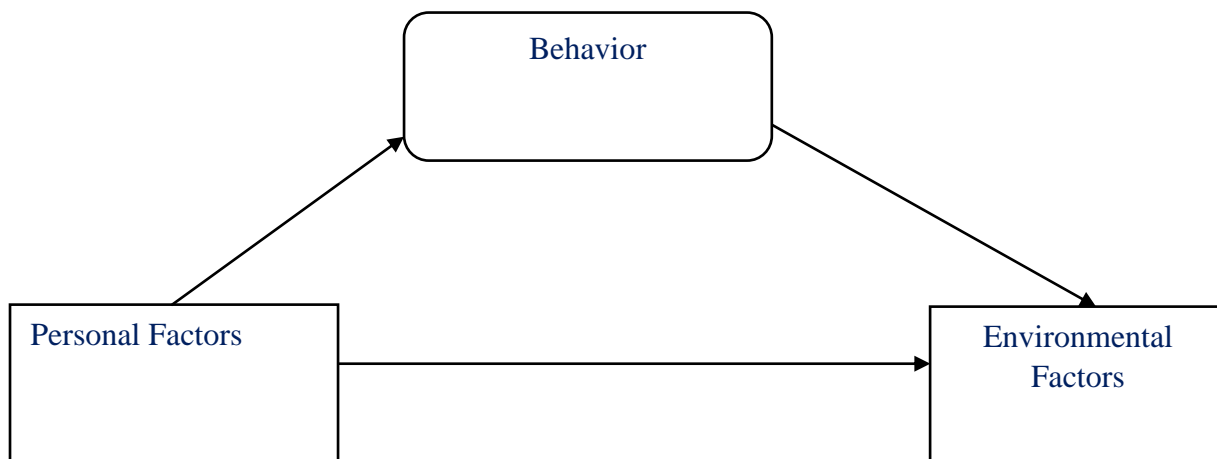 Behavior
Personal Factors
Environmental
Factors